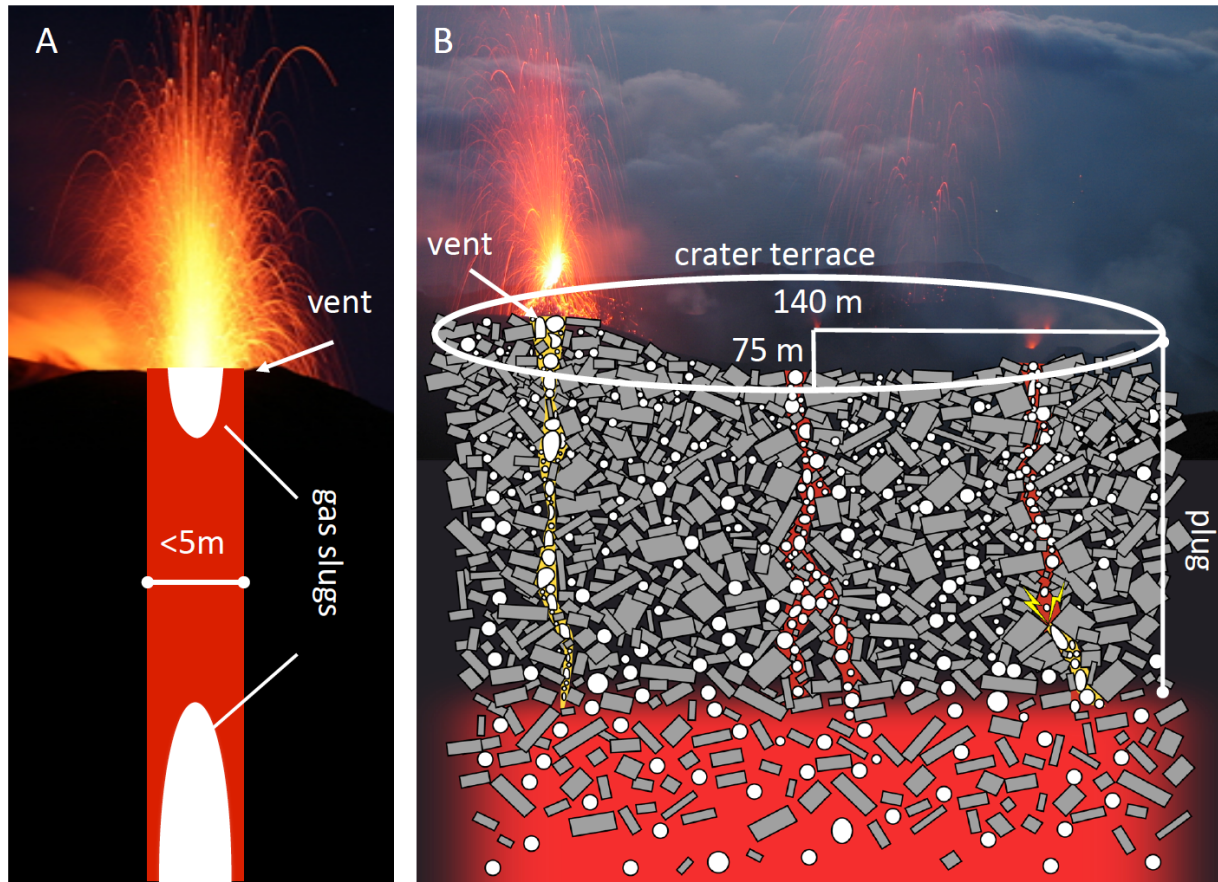 A
vent
gas slugs
<5m
B
vent
crater terrace
140 m
75 m
plug